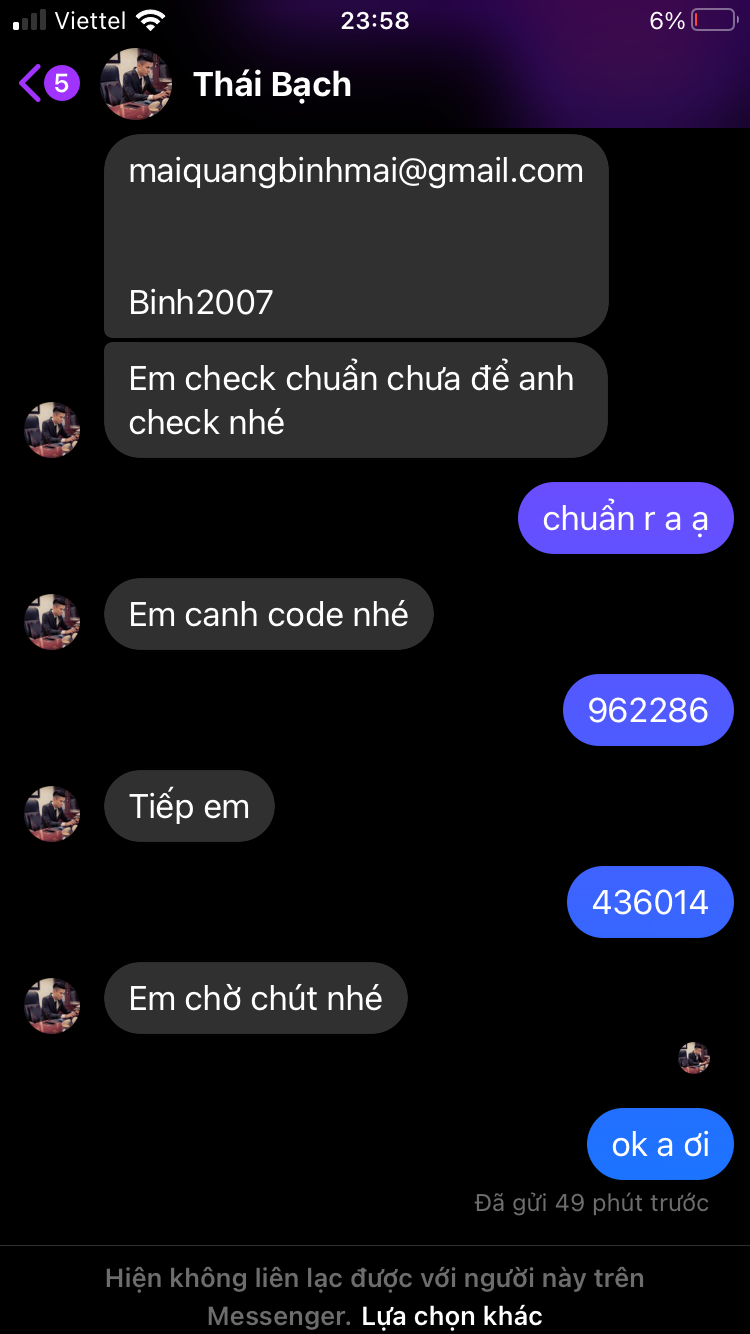 Viettel 23:58 6%
5 Thái Bạch
maiquangbinhmai@gmail.com
Binh2007
Em check chuẩn chưa để anh
check nhé
chuẩn r a ạ
Em canh code nhé
962286
Tiếp em
436014
Em chờ chút nhé
ok a ơi
Đã gửi 49 phút trước
Hiện không liên lạc được với người này trên
Messenger. Lựa chọn khác